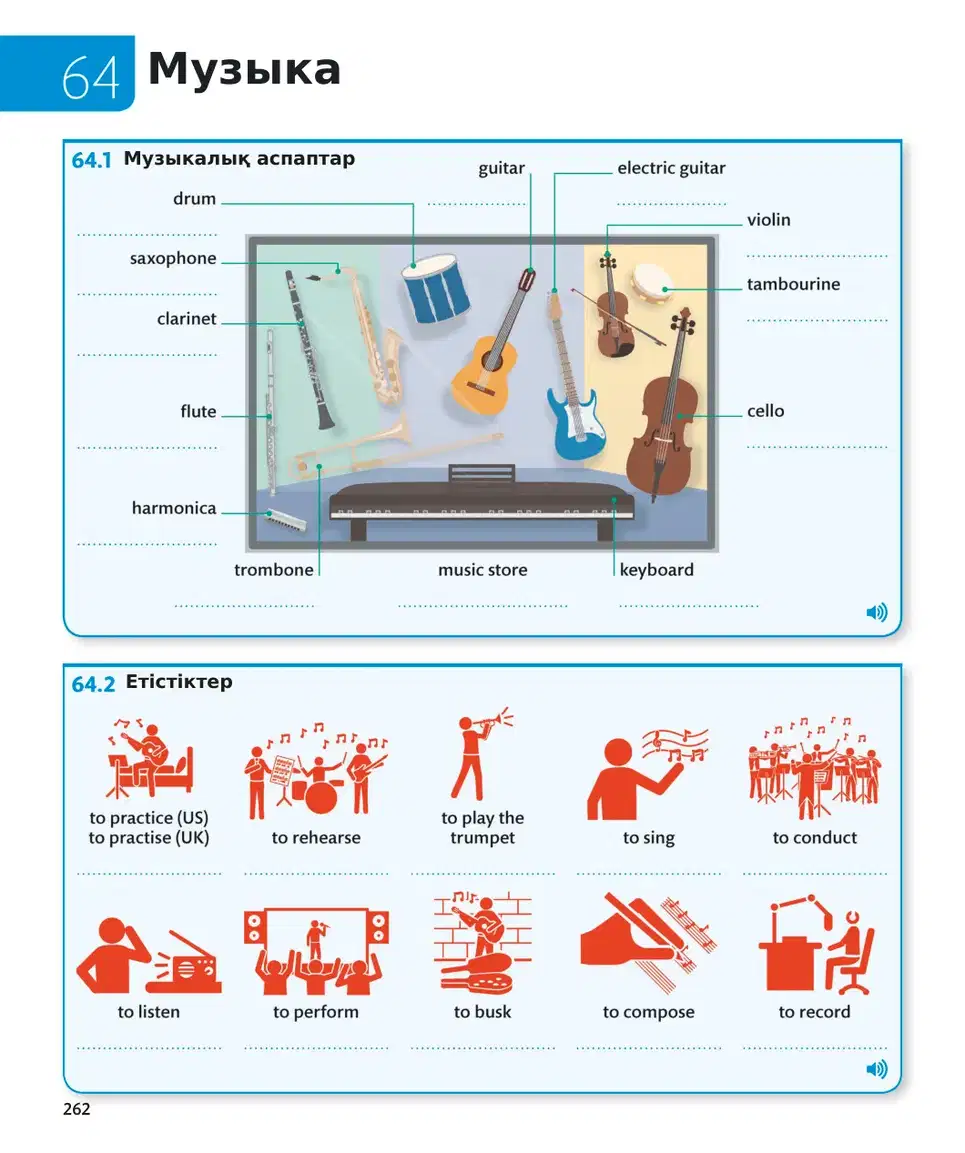 64
Музыка
64.1 Музыкалық аспаптар
guitar
electric guitar
drum
violin
saxophone
tambourine
clarinet
flute
cello
harmonica
trombone
music store
keyboard
64.2 Етістіктер
to practice (US)
to practise (UK)
to rehearse
to play the
trumpet
to sing
to conduct
to listen
to perform
to busk
to compose
to record
262